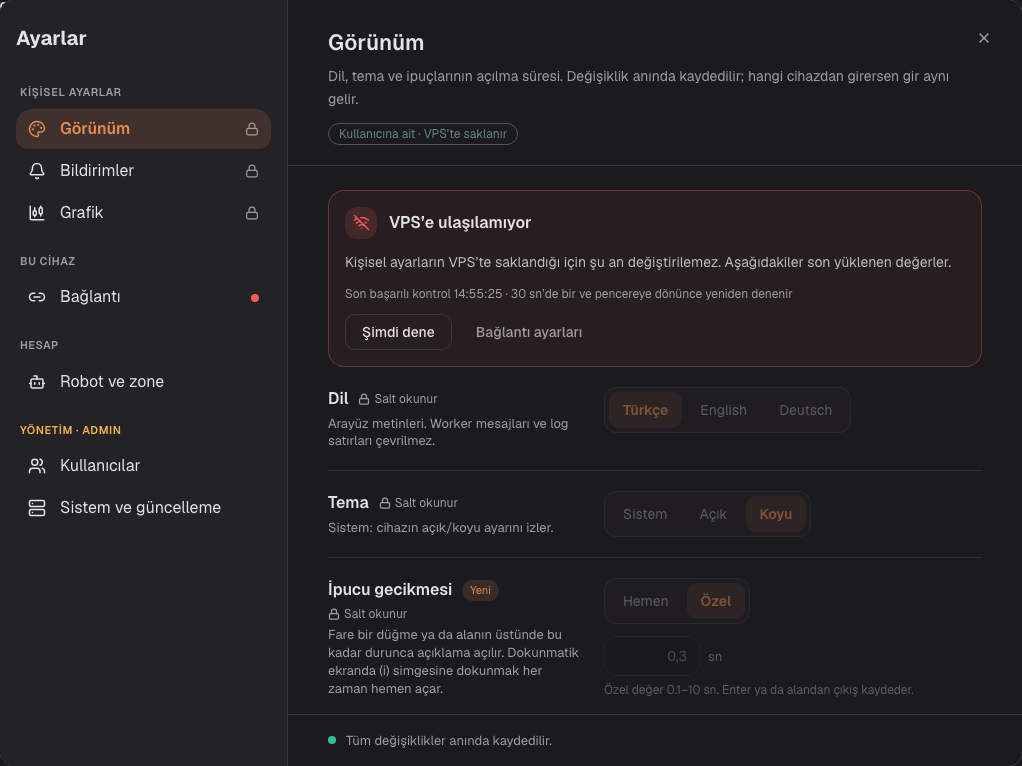 Ayarlar
KİŞİSEL AYARLAR
Görünüm
Bildirimler
Grafik
BU CİHAZ
Bağlantı
HESAP
Robot ve zone
YÖNETİM · ADMIN
Kullanıcılar
Sistem ve güncelleme
Görünüm
Dil, tema ve ipuçlarının açılma süresi. Değişiklik anında kaydedilir; hangi cihazdan girersen gir aynı
gelir.
Kullanıcına ait · VPS'te saklanır
VPS’e ulaşılamıyor
Kişisel ayarların VPS’te saklandığı için şu an değiştirilemez. Aşağıdakiler son yüklenen değerler.
Son başarılı kontrol 14:55:25 · 30 sn’de bir ve pencereye dönünce yeniden denenir
Şimdi dene
Bağlantı ayarları
Dil Salt okunur
Arayüz metinleri. Worker mesajları ve log
satırları çevrilmez.
Türkçe English Deutsch
Tema Salt okunur
Sistem: cihazın açık/koyu ayarını izler.
Sistem Açık Koyu
İpucu gecikmesi Yeni
Salt okunur
Fare bir düğme ya da alanın üstünde bu
kadar durunca açıklama açılır. Dokunmatik
ekranda (i) simgesine dokunmak her
zaman hemen açar.
Hemen Özel
0,3 sn
Özel değer 0.1–10 sn. Enter ya da alandan çıkış kaydeder.
Tüm değişiklikler anında kaydedilir.